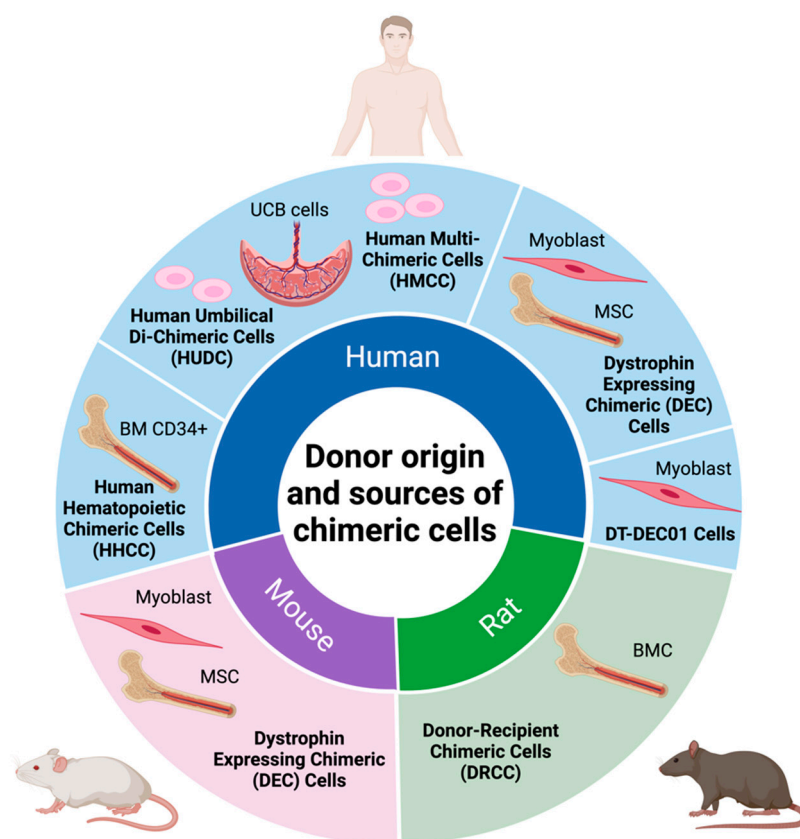 UCB cells
Human Multi-
Chimeric Cells
(HMCC)
Human Umbilical
Di-Chimeric Cells
(HUDC)
Myoblast
MSC
Dystrophin
Expressing
Chimeric (DEC)
Cells
Human
BM CD34+
Human
Hematopoietic
Chimeric Cells
(HHCC)
Donor origin
and sources of
chimeric cells
Myoblast
DT-DEC01 Cells
Mouse
Rat
Myoblast
MSC
Dystrophin
Expressing Chimeric
(DEC) Cells
BMC
Donor-Recipient
Chimeric Cells
(DRCC)